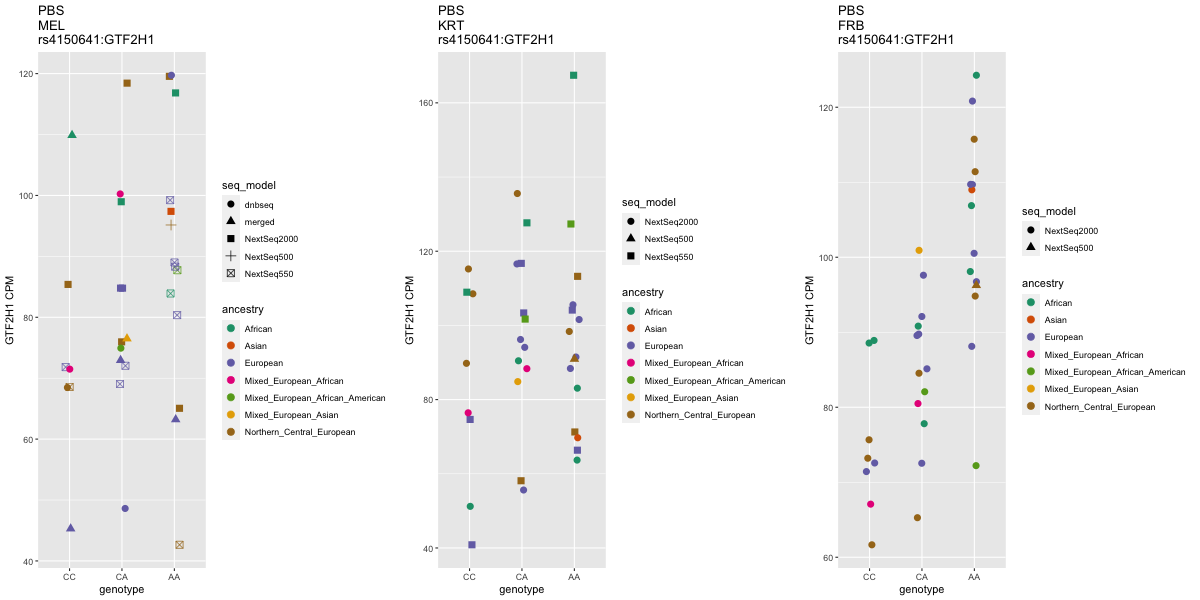 PBS
MEL
rs4150641:GTF2H1
GTF2H1 CPM
120
100
80
60
40
CC
CA
AA
genotype
seq_model
dnbseq
merged
NextSeq2000
NextSeq500
NextSeq550
ancestry
African
Asian
European
Mixed_European_African
Mixed_European_African_American
Mixed_European_Asian
Northern_Central_European
PBS
KRT
rs4150641:GTF2H1
GTF2H1 CPM
160
120
80
40
CC
CA
AA
genotype
seq_model
NextSeq2000
NextSeq500
NextSeq550
ancestry
African
Asian
European
Mixed_European_African
Mixed_European_African_American
Mixed_European_Asian
Northern_Central_European
PBS
FRB
rs4150641:GTF2H1
GTF2H1 CPM
120
100
80
60
CC
CA
AA
genotype
seq_model
NextSeq2000
NextSeq500
ancestry
African
Asian
European
Mixed_European_African
Mixed_European_African_American
Mixed_European_Asian
Northern_Central_European